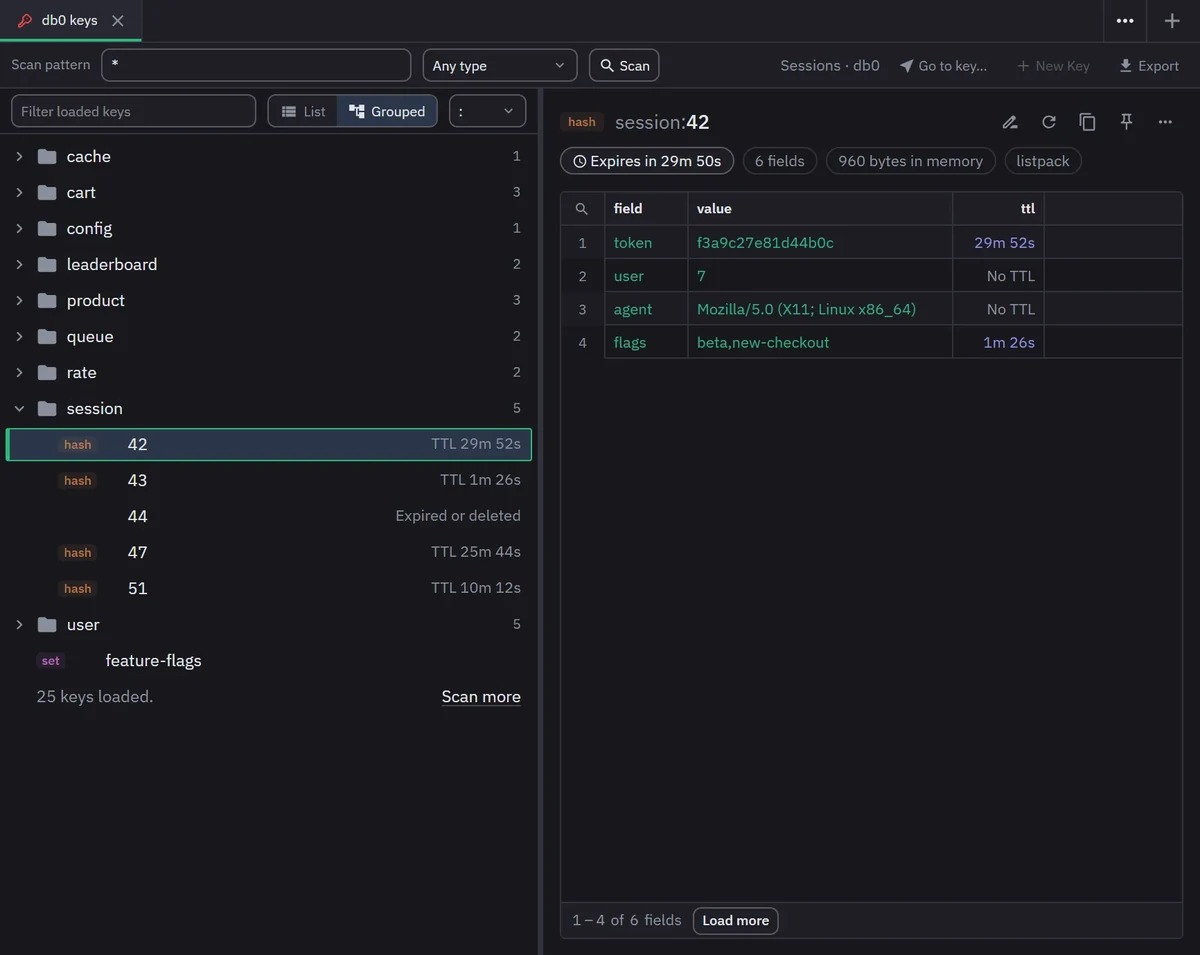 db0 keys
Scan pattern * Any type Scan Sessions · db0 Go to key... New Key Export
Filter loaded keys List Grouped :
cache 1
cart 3
config 1
leaderboard 2
product 3
queue 2
rate 2
session 5
hash 42 TTL 29m 52s
hash 43 TTL 1m 26s
44 Expired or deleted
hash 47 TTL 25m 44s
hash 51 TTL 10m 12s
user 5
set feature-flags
25 keys loaded. Scan more
hash session:42
Expires in 29m 50s 6 fields 960 bytes in memory listpack
field value ttl
1 token f3a9c27e81d44b0c 29m 52s
2 user 7 No TTL
3 agent Mozilla/5.0 (X11; Linux x86_64) No TTL
4 flags beta,new-checkout 1m 26s
1–4 of 6 fields Load more